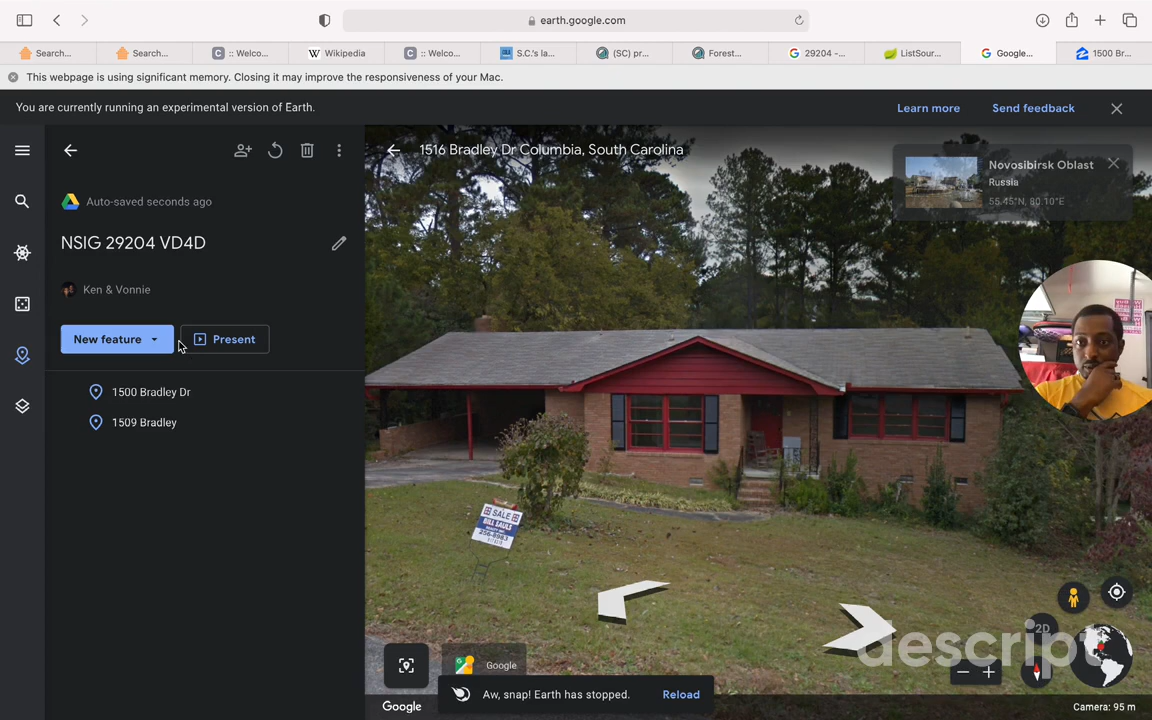 earth.google.com
Search...
Search...
:: Welco...
Wikipedia
:: Welco...
S.C.'s la...
(SC) pr...
Forest...
29204 -...
ListSour...
Google...
1500 Br...
This webpage is using significant memory. Closing it may improve the responsiveness of your Mac.
You are currently running an experimental version of Earth.
Learn more
Send feedback
1516 Bradley Dr Columbia, South Carolina
Novosibirsk Oblast
Russia
55.45°N, 80.10°E
Auto-saved seconds ago
NSIG 29204 VD4D
Ken & Vonnie
New feature
Present
1500 Bradley Dr
1509 Bradley
SALE
BILL SAULS
256-8983
2D
descript
Google
Aw, snap! Earth has stopped.
Reload
Google
Camera: 95 m